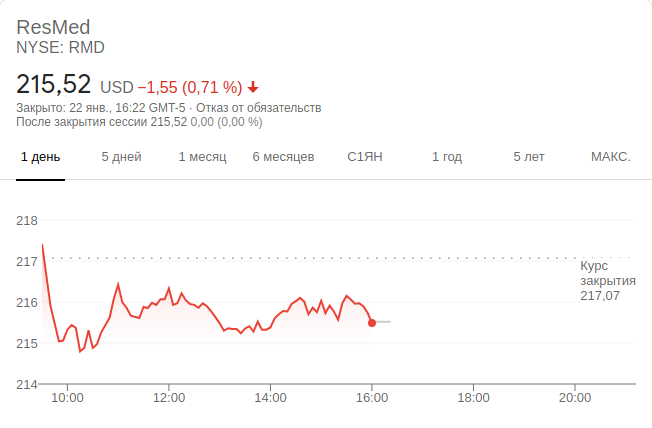 ResMed
NYSE: RMD
215,52 USD −1,55 (0,71 %)
Закрыто: 22 янв., 16:22 GMT-5 · Отказ от обязательств
После закрытия сессии 215,52 0,00 (0,00 %)
1 день 5 дней 1 месяц 6 месяцев С1ЯН 1 год 5 лет МАКС.
218
217
Курс
закрытия
217,07
216
215
214
10:00 12:00 14:00 16:00 18:00 20:00